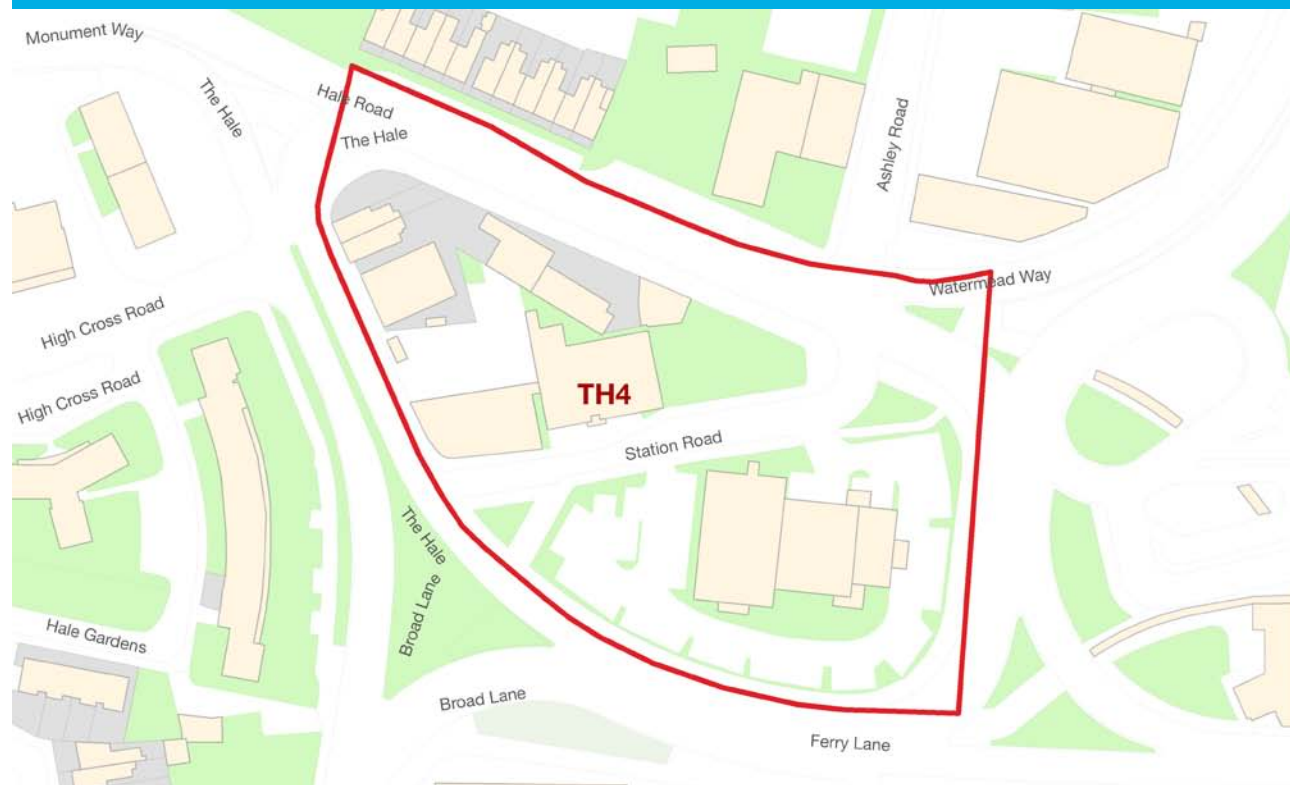 Monument Way
The Hale
Hale Road
The Hale
Ashley Road
Watermead Way
High Cross Road
High Cross Road
TH4
Station Road
The Hale
Broad Lane
Hale Gardens
Broad Lane
Ferry Lane